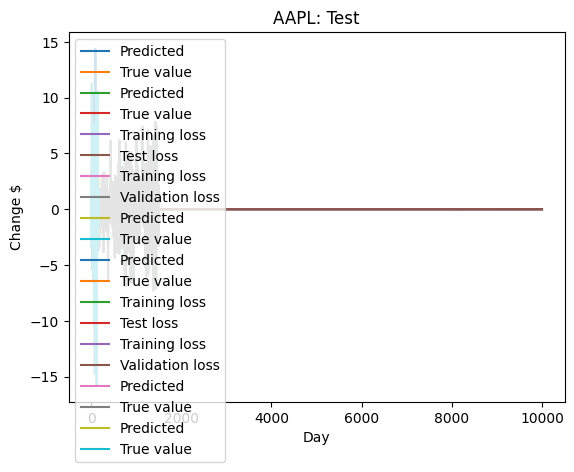 AAPL: Test
Change $
15
10
5
0
−5
−10
−15
Predicted
True value
Predicted
True value
Training loss
Test loss
Training loss
Validation loss
Predicted
True value
Predicted
True value
Training loss
Test loss
Training loss
Validation loss
Predicted
True value
Predicted
True value
0
2000
4000
6000
8000
10000
Day